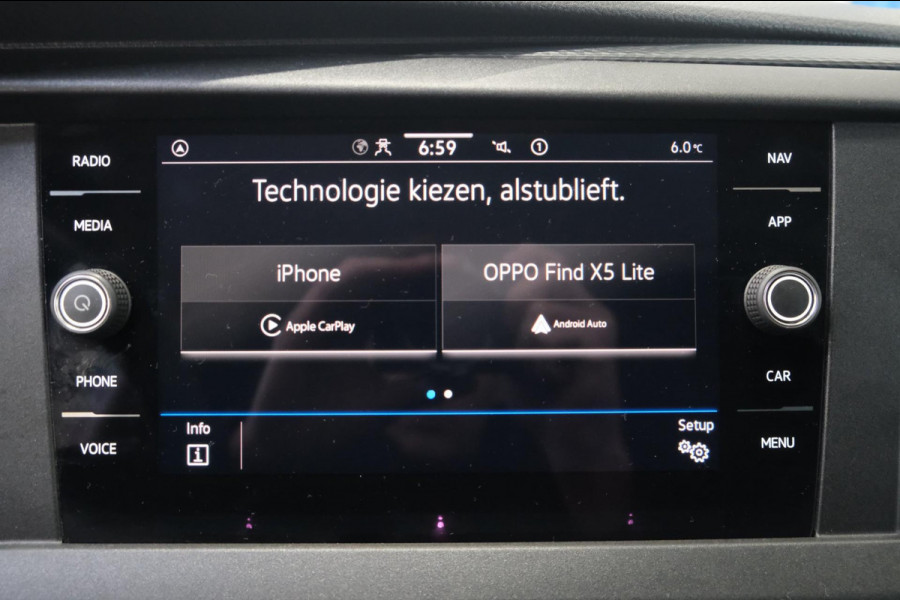 RADIO
MEDIA
PHONE
VOICE
6:59
1
6.0°C
Technologie kiezen, alstublieft.
iPhone
Apple CarPlay
OPPO Find X5 Lite
Android Auto
Info
Setup
NAV
APP
CAR
MENU